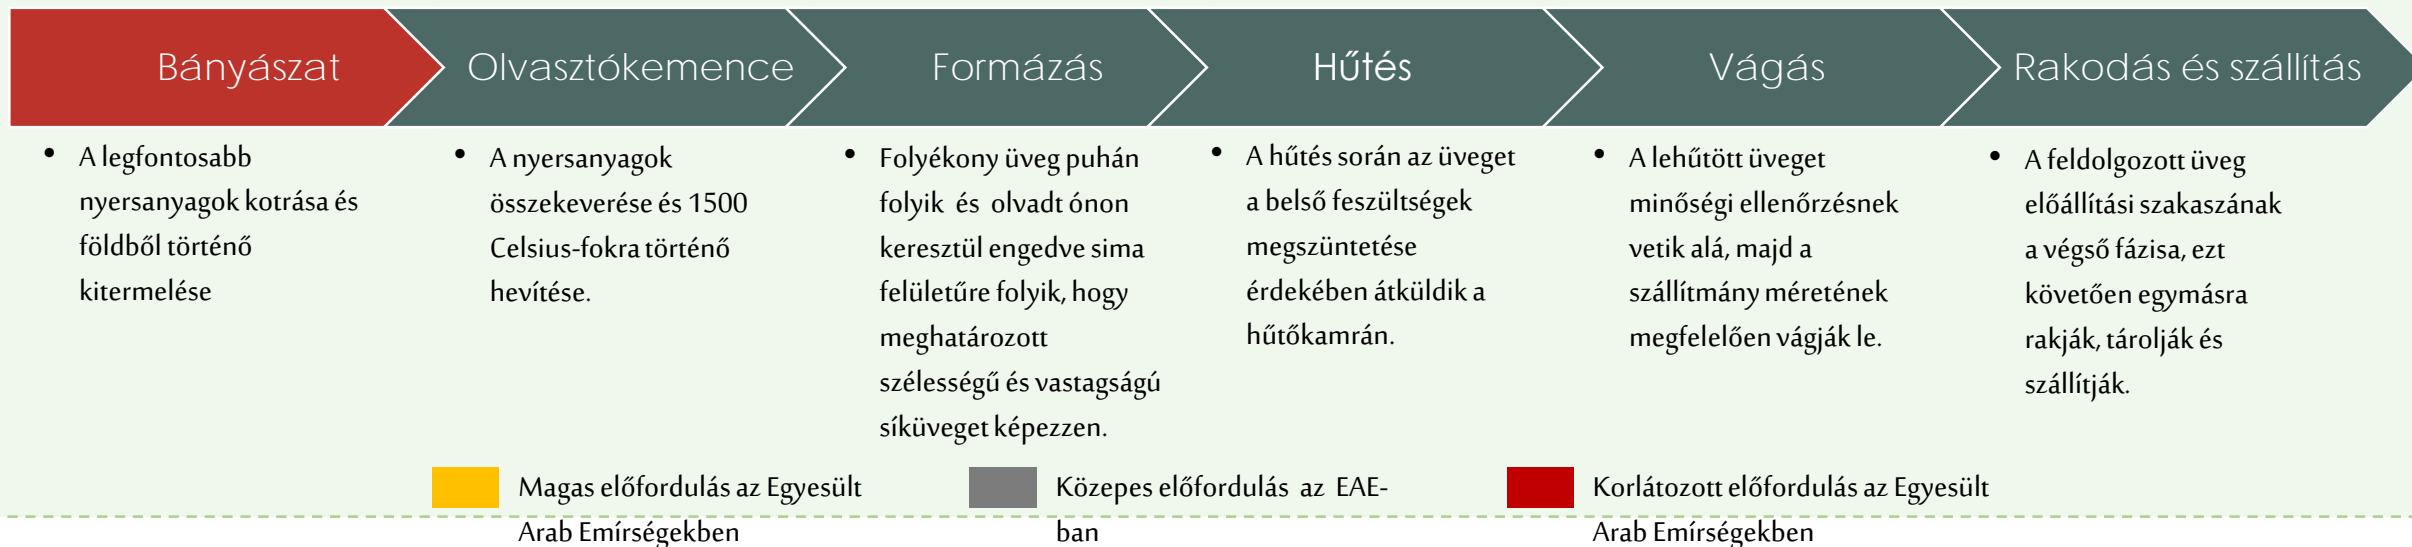 Bányászat
Olvasztókemence
Formázás
Hűtés
Vágás
Rakodás és szállítás
• A legfontosabb
nyersanyagok kotrása és
földből történő
kitermelése
• A nyersanyagok
összekeverése és 1500
Celsius-fokra történő
hevítése.
• Folyékony üveg puhán
folyik és olvadt ónon
keresztül engedve sima
felületűre folyik, hogy
meghatározott
szélességű és vastagságú
síküveget képezzen.
• A hűtés során az üveget
a belső feszültségek
megszüntetése
érdekében átküldik a
hűtőkamrán.
• A lehűtött üveget
minőségi ellenőrzésnek
vetik alá, majd a
szállítmány méretének
megfelelően vágják le.
• A feldolgozott üveg
előállítási szakaszának
a végső fázisa, ezt
követően egymásra
rakják, tárolják és
szállítják.
Magas előfordulás az Egyesült
Arab Emírségekben
Közepes előfordulás az EAE-
ban
Korlátozott előfordulás az Egyesült
Arab Emírségekben